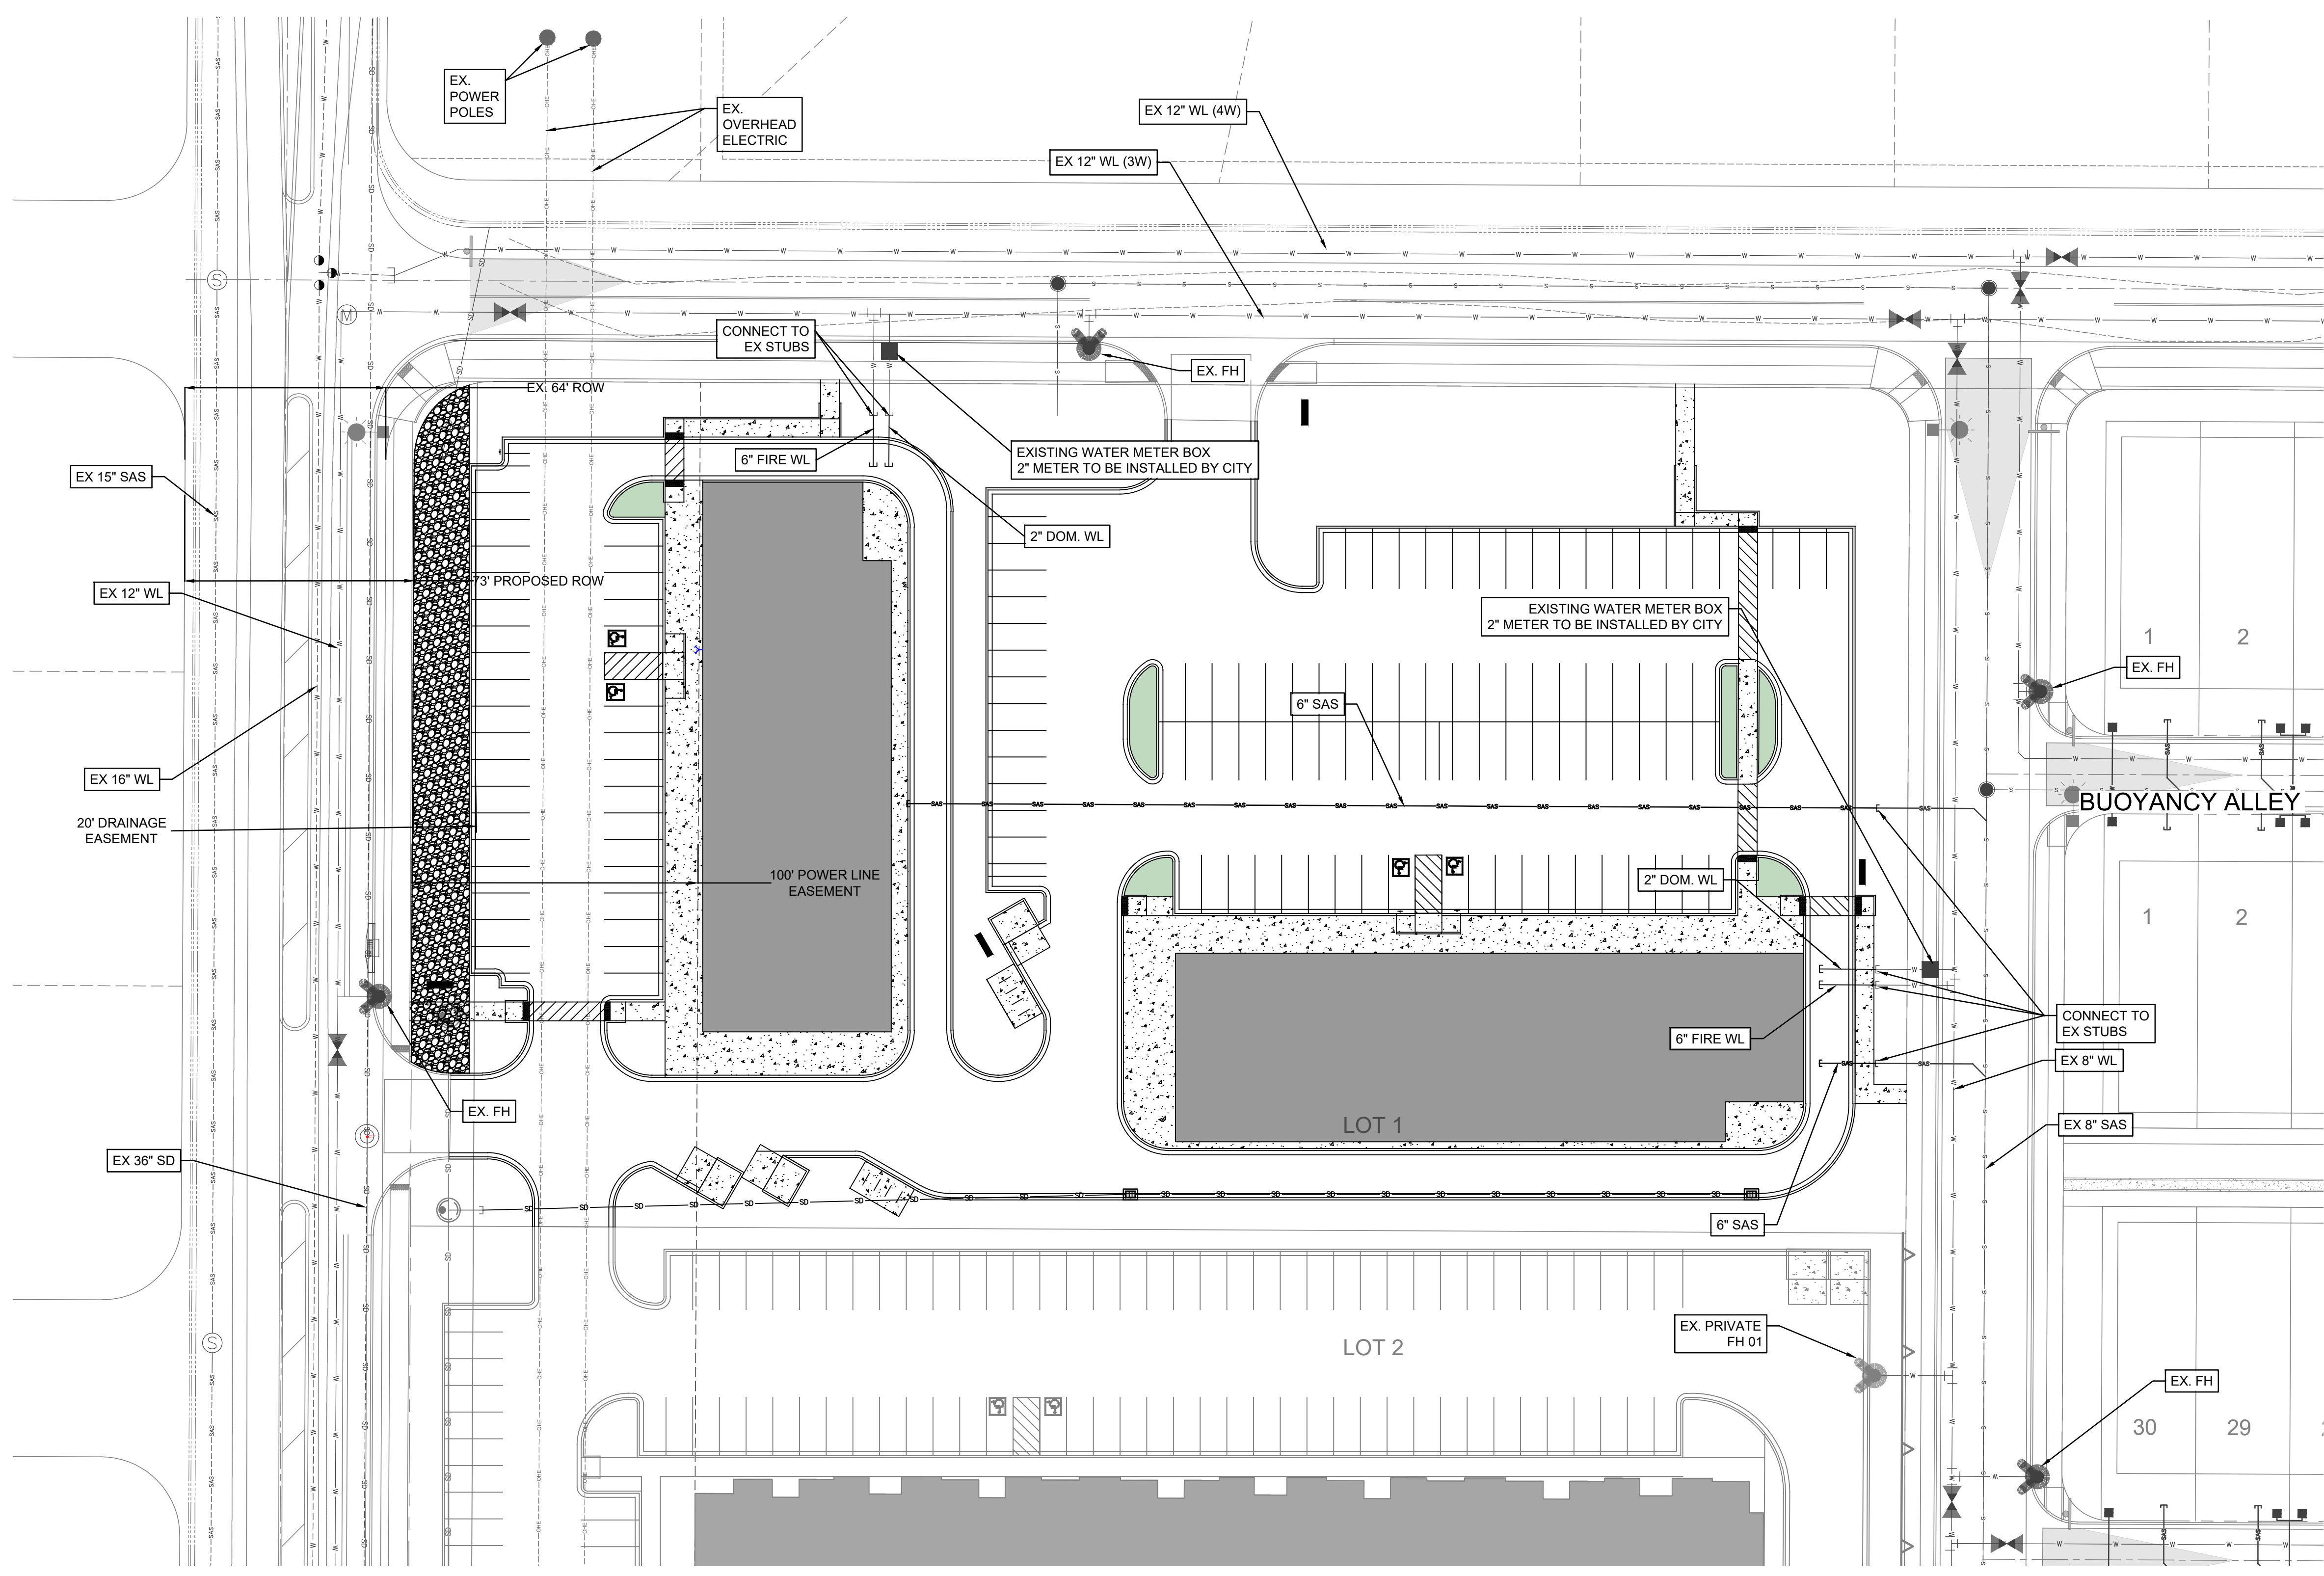 EX.
POWER
POLES
EX.
OVERHEAD
ELECTRIC
EX 12" WL (4W)
EX 12" WL (3W)
CONNECT TO
EX STUBS
EX. FH
EX. 64' ROW
6" FIRE WL
EXISTING WATER METER BOX
2" METER TO BE INSTALLED BY CITY
EX 15" SAS
2" DOM. WL
73' PROPOSED ROW
EX 12" WL
EXISTING WATER METER BOX
2" METER TO BE INSTALLED BY CITY
1
2
EX. FH
6" SAS
EX 16" WL
BUOYANCY ALLEY
20' DRAINAGE
EASEMENT
100' POWER LINE
EASEMENT
2" DOM. WL
1
2
CONNECT TO
EX STUBS
6" FIRE WL
EX 8" WL
EX. FH
LOT 1
EX 8" SAS
EX 36" SD
6" SAS
LOT 2
EX. PRIVATE
FH 01
EX. FH
30
29